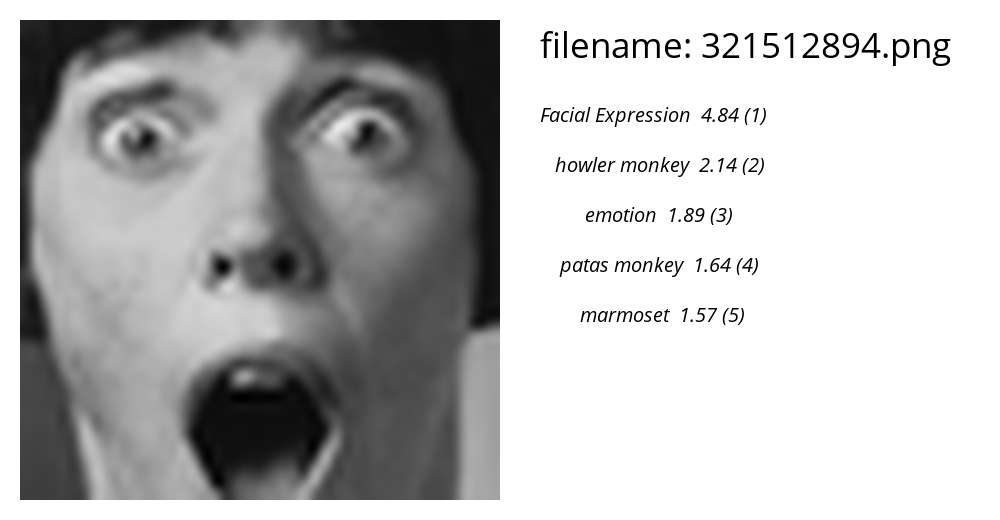 filename: 321512894.png
Facial Expression 4.84 (1)
howler monkey 2.14 (2)
emotion 1.89 (3)
patas monkey 1.64 (4)
marmoset 1.57 (5)